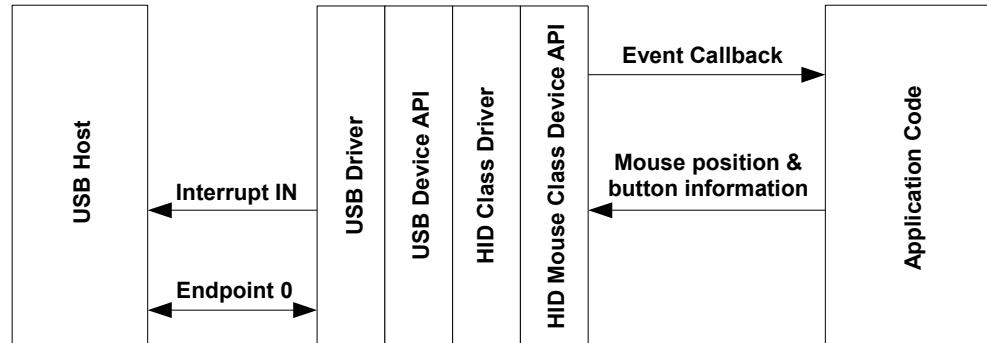 USB Host
Interrupt IN
Endpoint 0
USB Driver
USB Device API
HID Class Driver
HID Mouse Class Device API
Event Callback
Mouse position &
button information
Application Code